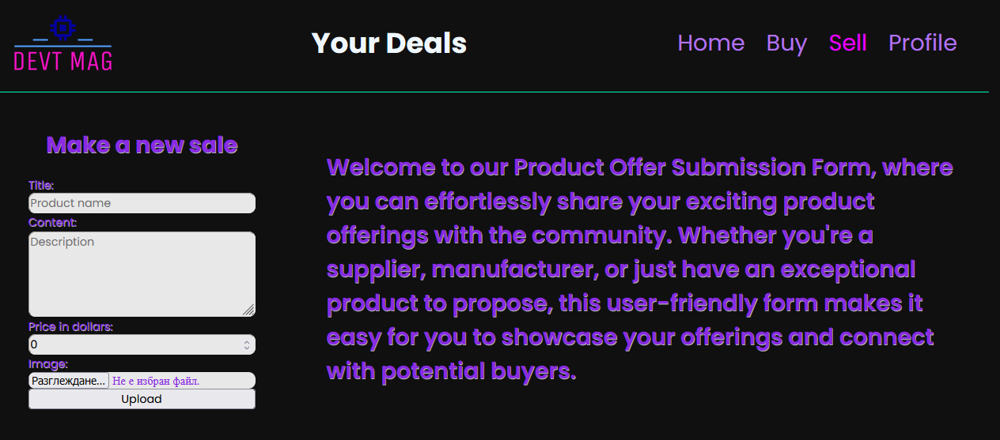 DEVT MAG
Your Deals
Home Buy Sell Profile
Make a new sale
Title:
Product name
Content:
Description
Price in dollars:
0
Image:
Разглеждане... Не е избран файл.
Upload
Welcome to our Product Offer Submission Form, where
you can effortlessly share your exciting product
offerings with the community. Whether you're a
supplier, manufacturer, or just have an exceptional
product to propose, this user-friendly form makes it
easy for you to showcase your offerings and connect
with potential buyers.